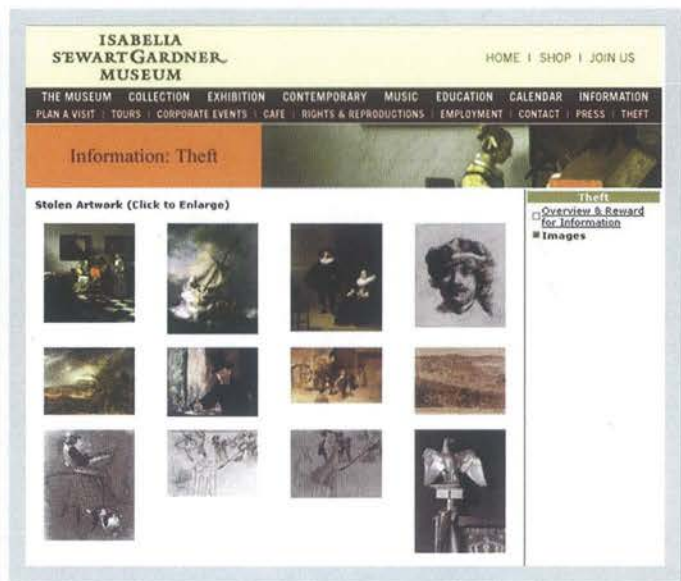 ISABELIA
STEWART GARDNER
MUSEUM
HOME | SHOP | JOIN US
THE MUSEUM COLLECTION EXHIBITION CONTEMPORARY MUSIC EDUCATION CALENDAR INFORMATION
PLAN A VISIT | TOURS | CORPORATE EVENTS | CAFE | RIGHTS & REPRODUCTIONS | EMPLOYMENT | CONTACT | PRESS | THEFT
Information: Theft
Stolen Artwork (Click to Enlarge)
Theft
Overview & Reward
for Information
Images